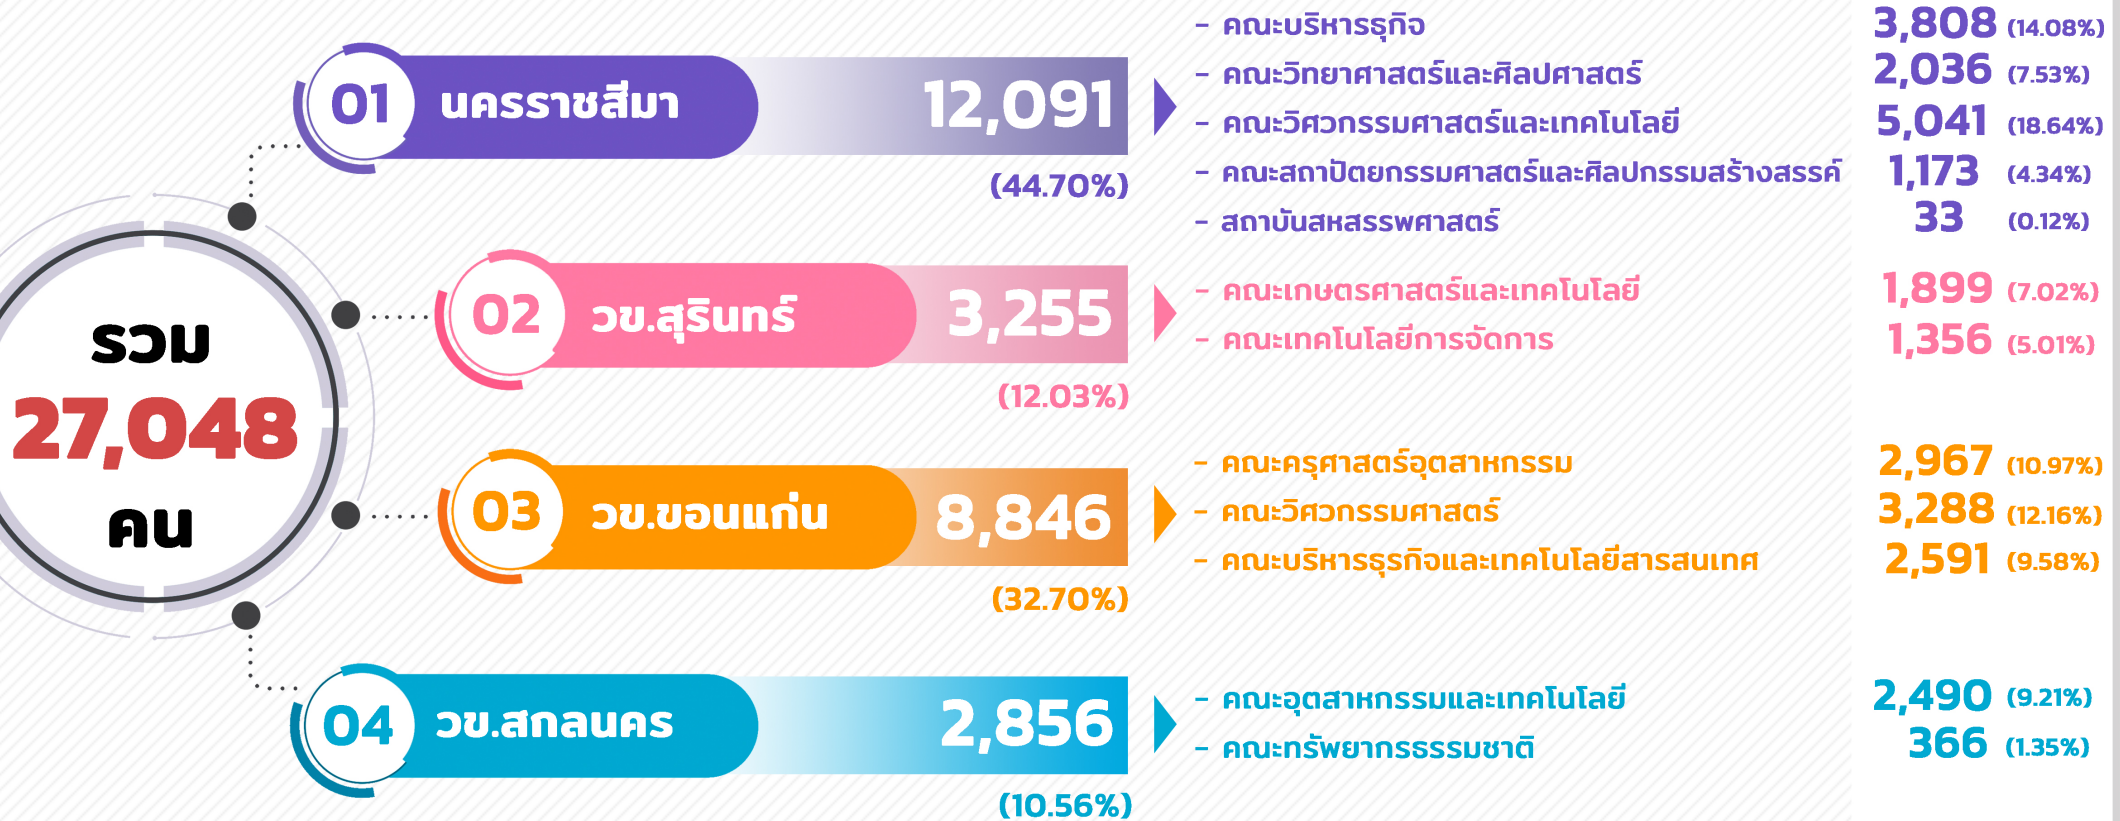 รวม
27,048
คน
01 นครราชสีมา 12,091
(44.70%)
- คณะบริหารธุกิจ 3,808 (14.08%)
- คณะวิทยาศาสตร์และศิลปศาสตร์ 2,036 (7.53%)
- คณะวิศวกรรมศาสตร์และเทคโนโลยี 5,041 (18.64%)
- คณะสถาปัตยกรรมศาสตร์และศิลปกรรมสร้างสรรค์ 1,173 (4.34%)
- สถาบันสหสรรพศาสตร์ 33 (0.12%)
02 วข.สุรินทร์ 3,255
(12.03%)
- คณะเกษตรศาสตร์และเทคโนโลยี 1,899 (7.02%)
- คณะเทคโนโลยีการจัดการ 1,356 (5.01%)
03 วข.ขอนแก่น 8,846
(32.70%)
- คณะครุศาสตร์อุตสาหกรรม 2,967 (10.97%)
- คณะวิศวกรรมศาสตร์ 3,288 (12.16%)
- คณะบริหารธุรกิจและเทคโนโลยีสารสนเทศ 2,591 (9.58%)
04 วข.สกลนคร 2,856
(10.56%)
- คณะอุตสาหกรรมและเทคโนโลยี 2,490 (9.21%)
- คณะทรัพยากรธรรมชาติ 366 (1.35%)